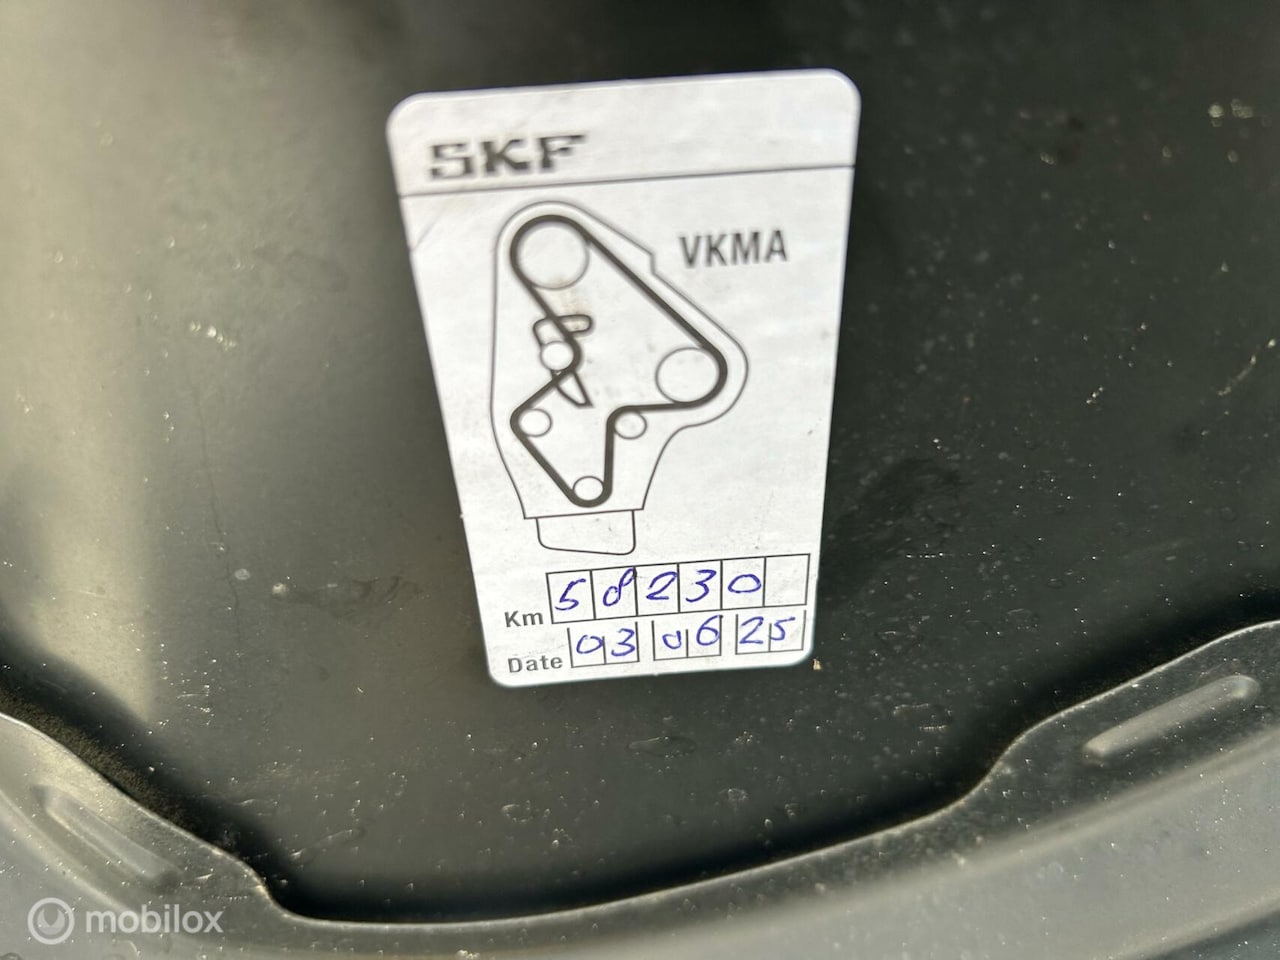 SKF
VKMA
Km 58230
Date 03 06 25
mobilox